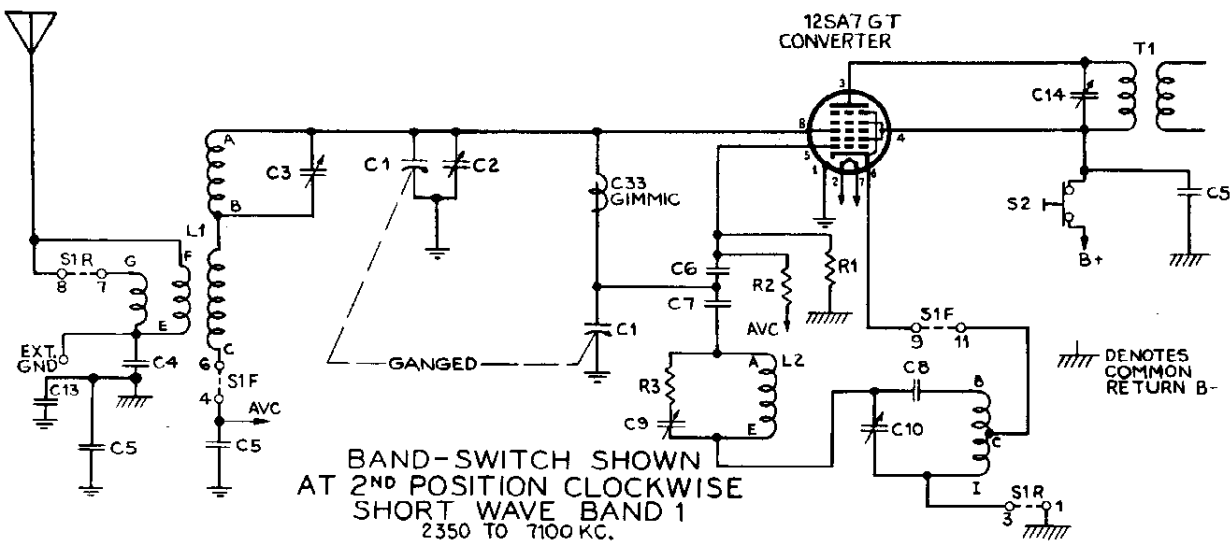 12SA7 GT
CONVERTER
T1
3
C14
A
8
4
5
C3
C1
C2
1
2
7
6
C33
GIMMIC
S2
C5
B
L1
B+
S1R
G
F
8
7
C6
R2
R1
C7
E
C
EXT.
GND
C4
GANGED
C1
AVC
S1F
9
11
6
S1F
4
C13
AVC
A
L2
R3
C8
B
DENOTES
COMMON
RETURN B-
C9
E
C10
C
C5
C5
I
S1R
3
1
BAND-SWITCH SHOWN
AT 2ND POSITION CLOCKWISE
SHORT WAVE BAND 1
2350 TO 7100 KC.